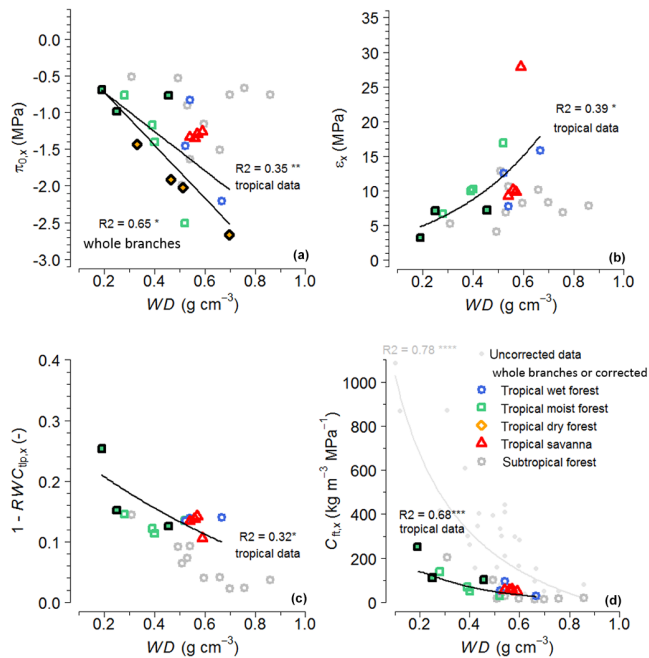 (a)
0.0
-0.5
-1.0
-1.5
-2.0
-2.5
-3.0
π0,x (MPa)
R2 = 0.35 **
tropical data
R2 = 0.65 *
whole branches
0.0 0.2 0.4 0.6 0.8 1.0
WD (g cm−3)
35
30
25
20
15
10
5
0
εx (MPa)
R2 = 0.39 *
tropical data
(b)
0.0 0.2 0.4 0.6 0.8 1.0
WD (g cm−3)
0.4
0.3
0.2
0.1
0.0
1 - RWCtlp,x (-)
R2 = 0.32*
tropical data
(c)
0.0 0.2 0.4 0.6 0.8 1.0
WD (g cm−3)
R2 = 0.78 ****
1000
800
600
400
200
0
Cft,x (kg m−3 MPa−1)
Uncorrected data
whole branches or corrected
Tropical wet forest
Tropical moist forest
Tropical dry forest
Tropical savanna
Subtropical forest
R2 = 0.68***
tropical data
(d)
0.2 0.4 0.6 0.8 1.0
WD (g cm−3)